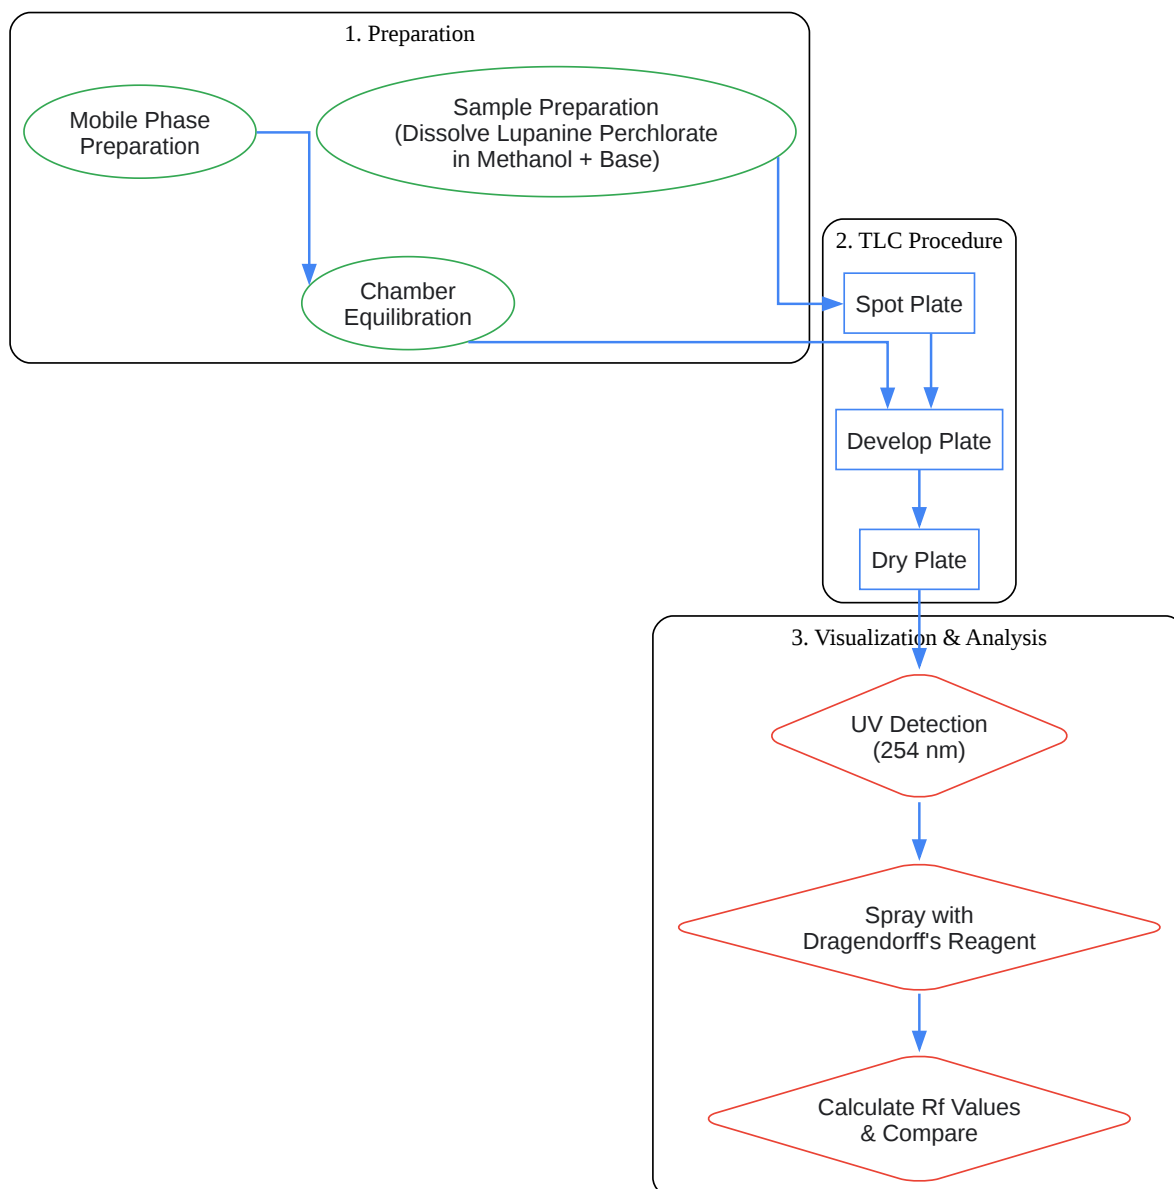 1. Preparation
Mobile Phase
Preparation
Sample Preparation
(Dissolve Lupanine Perchlorate
in Methanol + Base)
Chamber
Equilibration
2. TLC Procedure
Spot Plate
Develop Plate
Dry Plate
3. Visualization & Analysis
UV Detection
(254 nm)
Spray with
Dragendorff's Reagent
Calculate Rf Values
& Compare